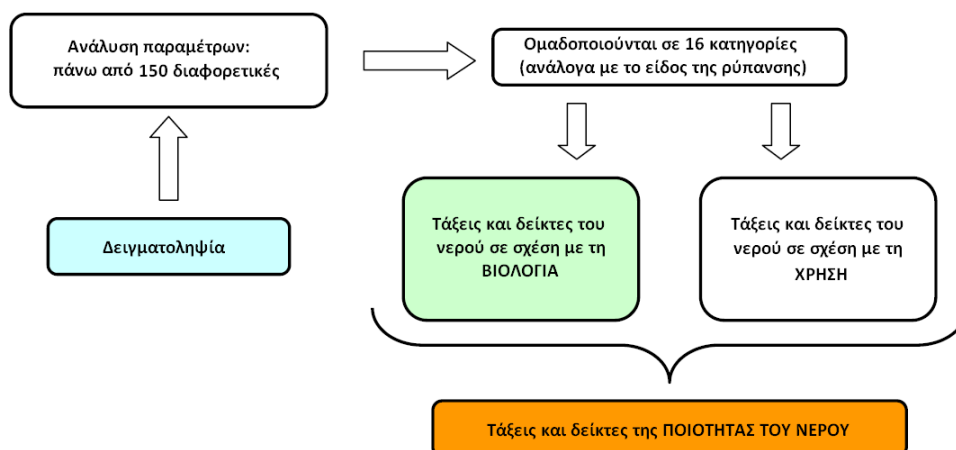 Ανάλυση παραμέτρων:
πάνω από 150 διαφορετικές
Ομαδοποιούνται σε 16 κατηγορίες
(ανάλογα με το είδος της ρύπανσης)
Δειγματοληψία
Τάξεις και δείκτες του
νερού σε σχέση με τη
ΒΙΟΛΟΓΙΑ
Τάξεις και δείκτες του
νερού σε σχέση με τη
ΧΡΗΣΗ
Τάξεις και δείκτες της ΠΟΙΟΤΗΤΑΣ ΤΟΥ ΝΕΡΟΥ